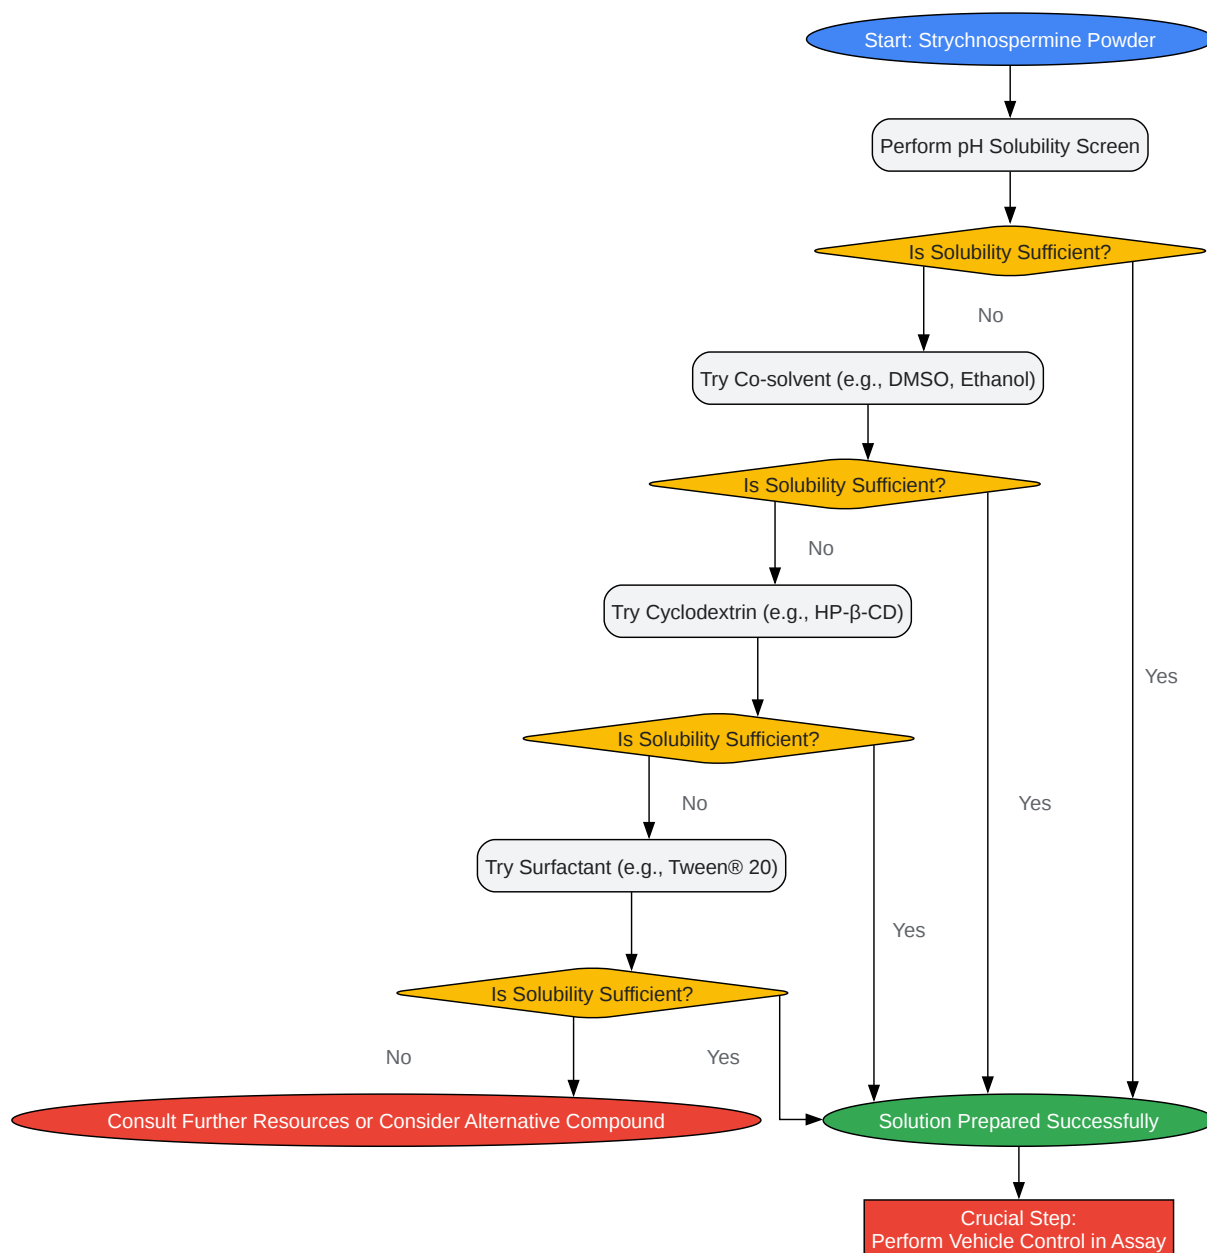 Start: Strychnospermine Powder
Perform pH Solubility Screen
Is Solubility Sufficient?
No
Try Co-solvent (e.g., DMSO, Ethanol)
Is Solubility Sufficient?
No
Try Cyclodextrin (e.g., HP-β-CD)
Yes
Is Solubility Sufficient?
No
Yes
Try Surfactant (e.g., Tween® 20)
Yes
Is Solubility Sufficient?
No
Yes
Consult Further Resources or Consider Alternative Compound
Solution Prepared Successfully
Crucial Step:
Perform Vehicle Control in Assay